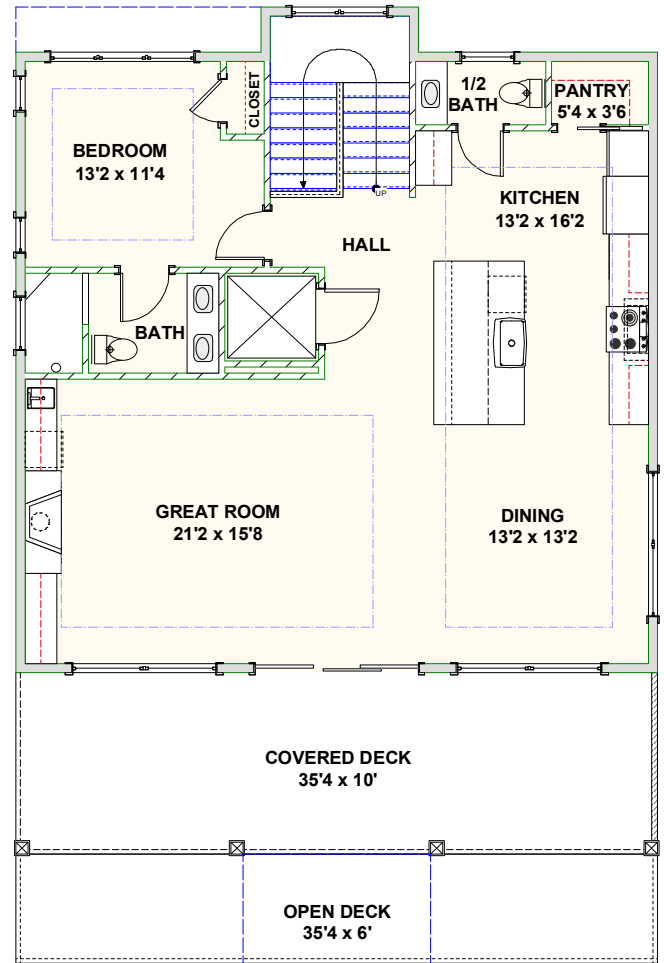 CLOSET
1/2
BATH
PANTRY
5'4 x 3'6
BEDROOM
13'2 x 11'4
UP
KITCHEN
13'2 x 16'2
HALL
BATH
GREAT ROOM
21'2 x 15'8
DINING
13'2 x 13'2
COVERED DECK
35'4 x 10'
OPEN DECK
35'4 x 6'